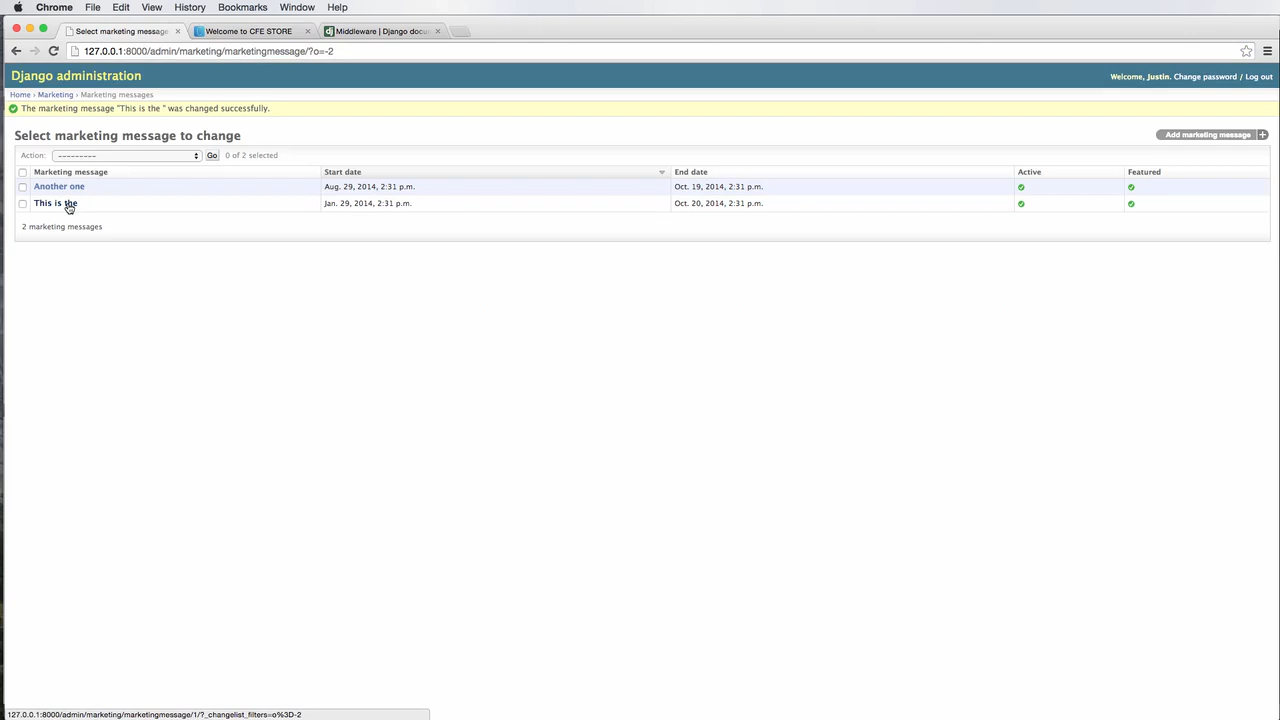 Chrome File Edit View History Bookmarks Window Help
Select marketing message Welcome to CFE STORE Middleware | Django docu
127.0.0.1:8000/admin/marketing/marketingmessage/?o=-2
Django administration Welcome, Justin. Change password / Log out
Home › Marketing › Marketing messages
The marketing message "This is the " was changed successfully.
Select marketing message to change Add marketing message +
Action: --------- Go 0 of 2 selected
Marketing message Start date End date Active Featured
Another one Aug. 29, 2014, 2:31 p.m. Oct. 19, 2014, 2:31 p.m.
This is the Jan. 29, 2014, 2:31 p.m. Oct. 20, 2014, 2:31 p.m.
2 marketing messages
127.0.0.1:8000/admin/marketing/marketingmessage/1/?_changelist_filters=o%3D-2